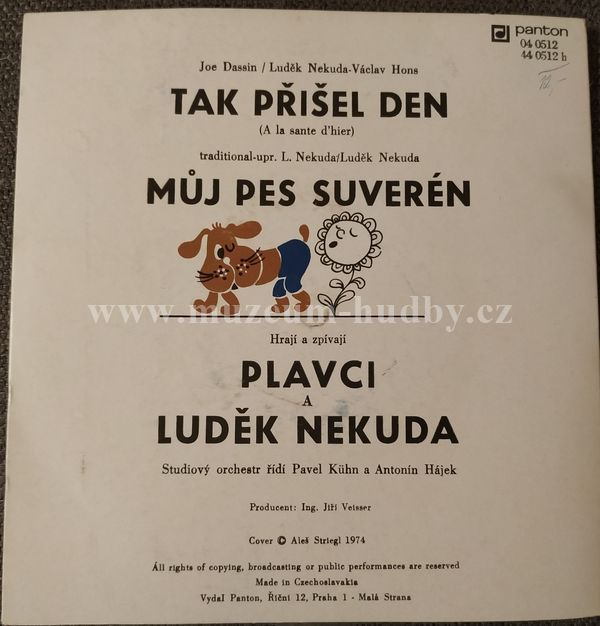 panton
04 0512
44 0512 h
12,-
Joe Dassin / Luděk Nekuda-Václav Hons
TAK PŘIŠEL DEN
(A la sante d'hier)
traditional-upr. L. Nekuda/Luděk Nekuda
MŮJ PES SUVERÉN
www.muzeum-hudby.cz
Hrají a zpívají
PLAVCI
A
LUDĚK NEKUDA
Studiový orchestr řídí Pavel Kühn a Antonín Hájek
Producent: Ing. Jiří Veisser
Cover © Aleš Striegl 1974
All rights of copying, broadcasting or public performances are reserved
Made in Czechoslavakia
Vydal Panton, Říční 12, Praha 1 - Malá Strana